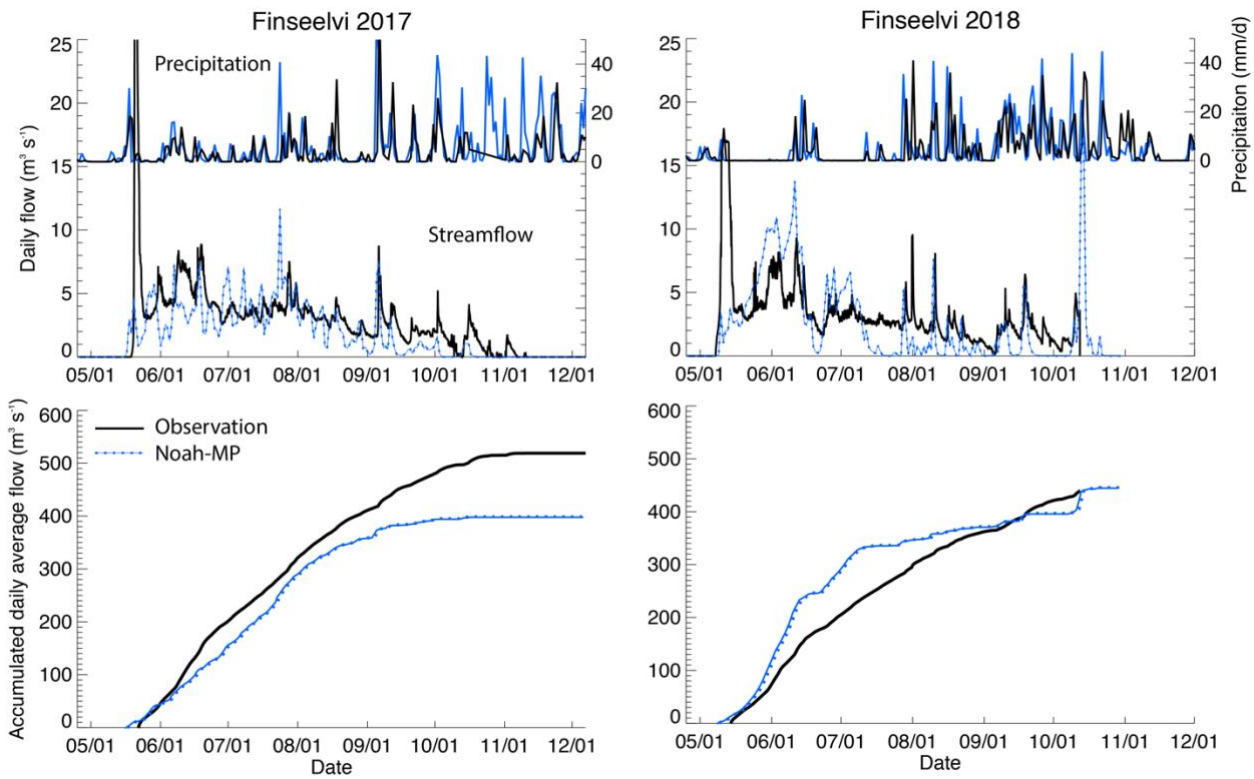 Finseelvi 2017
Finseelvi 2018
25
20
15
10
5
0
Daily flow (m³ s⁻¹)
Precipitation
Streamflow
40
20
0
05/01 06/01 07/01 08/01 09/01 10/01 11/01 12/01
25
20
15
10
5
0
40
20
0
Precipitaiton (mm/d)
05/01 06/01 07/01 08/01 09/01 10/01 11/01 12/01
600
500
400
300
200
100
0
Accumulated daily average flow (m³ s⁻¹)
Observation
Noah-MP
05/01 06/01 07/01 08/01 09/01 10/01 11/01 12/01
Date
600
500
400
300
200
100
0
05/01 06/01 07/01 08/01 09/01 10/01 11/01 12/01
Date